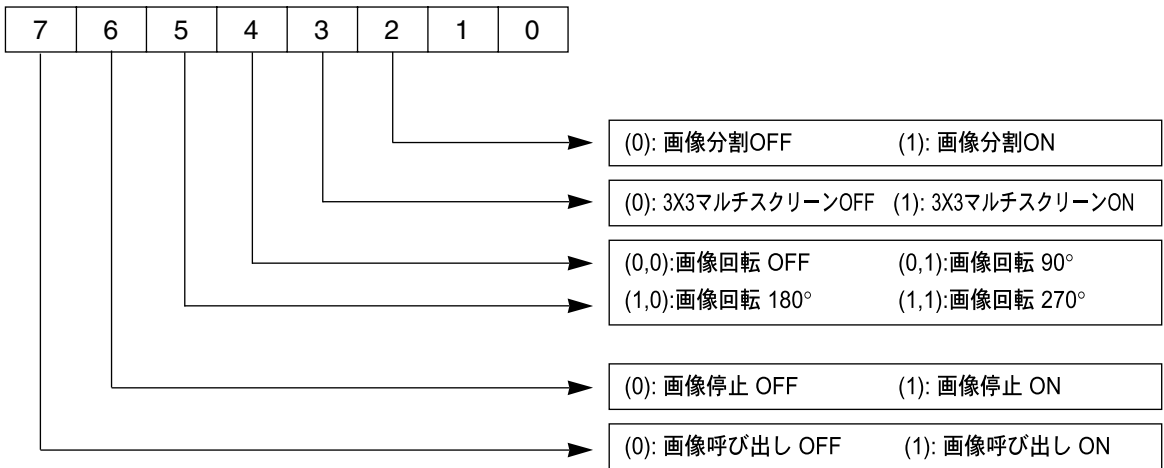 7 6 5 4 3 2 1 0
(0): 画像分割OFF (1): 画像分割ON
(0): 3X3マルチスクリーンOFF (1): 3X3マルチスクリーンON
(0,0):画像回転 OFF (0,1):画像回転 90°
(1,0):画像回転 180° (1,1):画像回転 270°
(0): 画像停止 OFF (1): 画像停止 ON
(0): 画像呼び出し OFF (1): 画像呼び出し ON